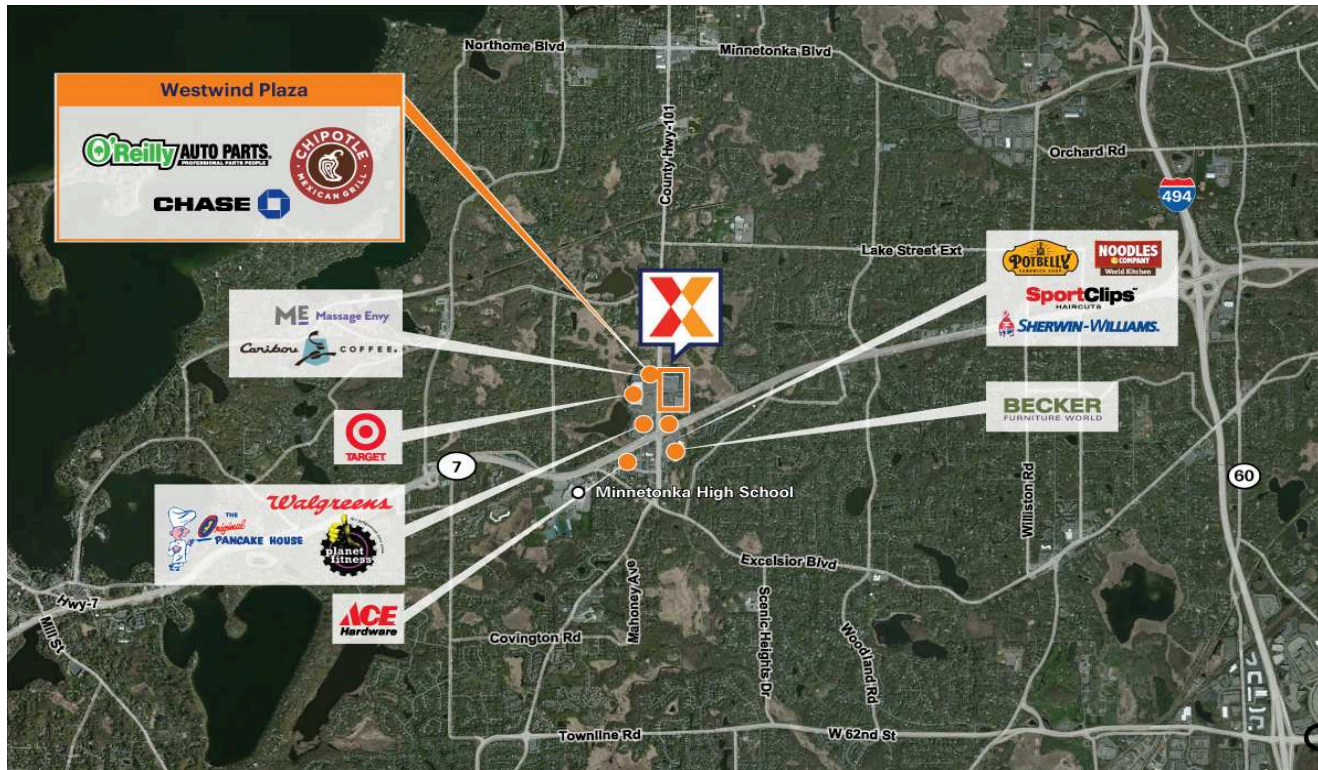 Northome Blvd
Minnetonka Blvd
Westwind Plaza
O'Reilly AUTO PARTS.
PROFESSIONAL PARTS PEOPLE
CHIPOTLE
MEXICAN GRILL
CHASE
County Hwy-101
Orchard Rd
494
Lake Street Ext
POTBELLY
SANDWICH SHOP
NOODLES
& COMPANY
World Kitchen
SportClips
HAIRCUTS
SHERWIN-WILLIAMS.
ME Massage Envy
Caribou COFFEE.
BECKER
FURNITURE WORLD
TARGET
7
Minnetonka High School
Williston Rd
60
Walgreens
THE
Original
PANCAKE HOUSE
planet
fitness
Excelsior Blvd
Hwy-7
Mill St
ACE
Hardware
Covington Rd
Mahoney Ave
Scenic Heights Dr
Woodland Rd
Townline Rd
W 62nd St